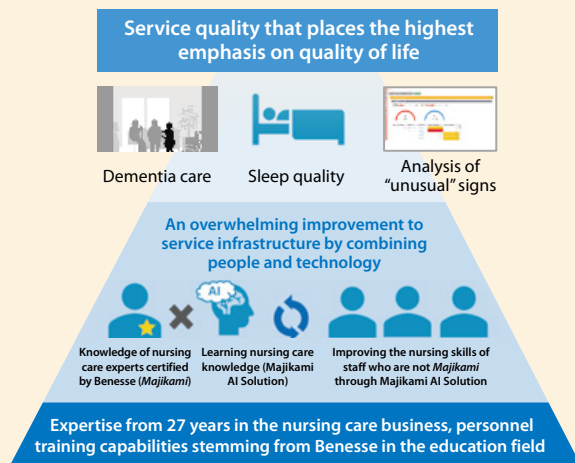 Service quality that places the highest
emphasis on quality of life
Dementia care
Sleep quality
Analysis of
“unusual” signs
An overwhelming improvement to
service infrastructure by combining
people and technology
AI
Knowledge of nursing
care experts certified
by Benesse (Majikami)
Learning nursing care
knowledge (Majikami
AI Solution)
Improving the nursing skills of
staff who are not Majikami
through Majikami AI Solution
Expertise from 27 years in the nursing care business, personnel
training capabilities stemming from Benesse in the education field